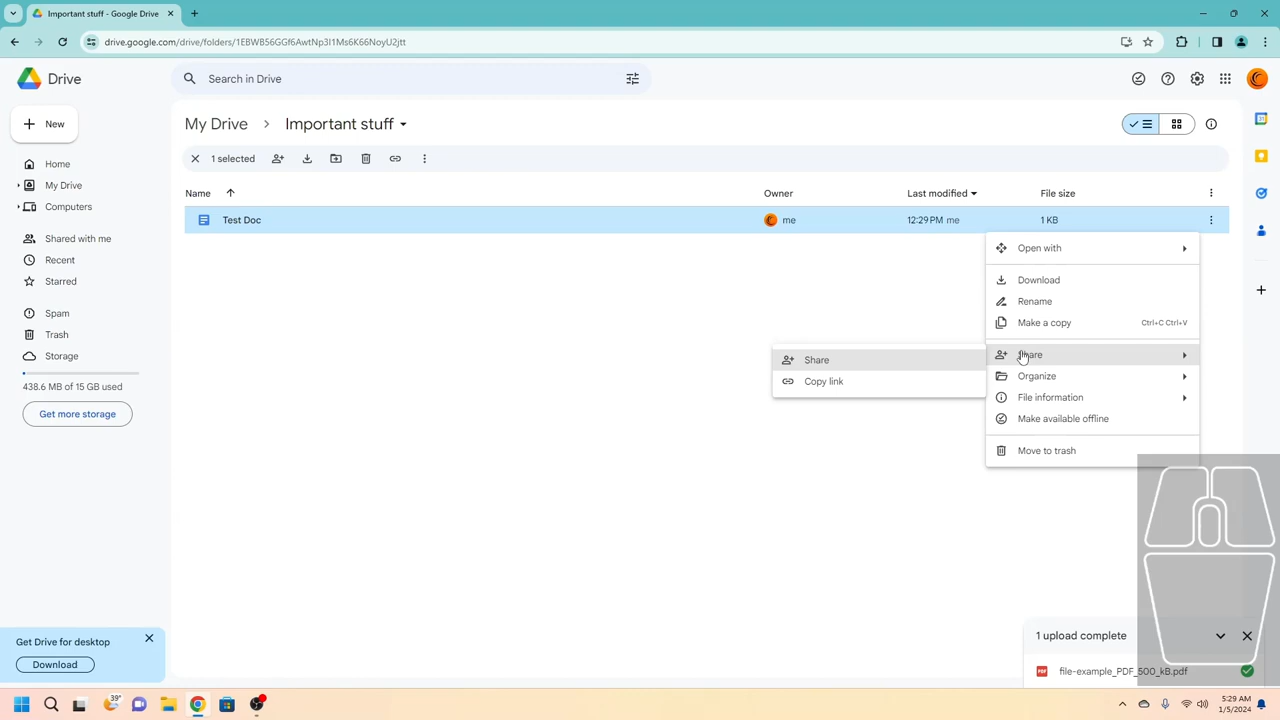 Important stuff - Google Drive
drive.google.com/drive/folders/1EBWB56GGf6AwtNp3I1Ms6K66NoyU2jtt
Drive
Search in Drive
New
My Drive > Important stuff
1 selected
Home
My Drive
Computers
Shared with me
Recent
Starred
Spam
Trash
Storage
438.6 MB of 15 GB used
Get more storage
Name
Owner
Last modified
File size
Test Doc
me
12:29 PM me
1 KB
Open with
Download
Rename
Make a copy
Ctrl+C Ctrl+V
Share
Organize
File information
Make available offline
Move to trash
Share
Copy link
Get Drive for desktop
Download
1 upload complete
file-example_PDF_500_kB.pdf
PDF
39°
5:29 AM
1/5/2024